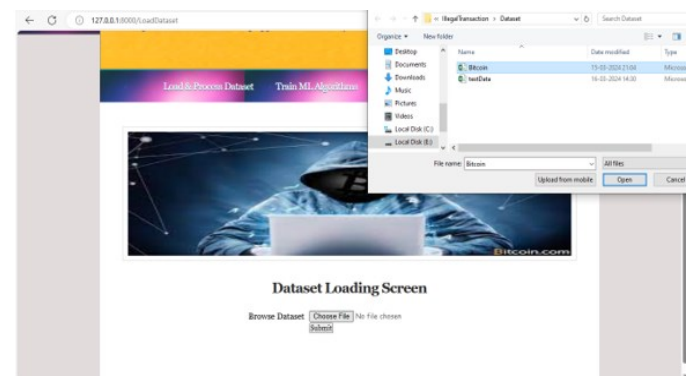 127.0.0.1:8000/LoadDataset
Load & Process Dataset Train ML Algorithms
Bitcoin.com
Dataset Loading Screen
Browse Dataset Choose File No file chosen
Submit
« IllegalTransaction › Dataset
Search Dataset
Organize New folder
Name Date modified Type
Desktop
Documents
Downloads
Music
Pictures
Videos
Local Disk (C:)
Local Disk (E:)
Bitcoin 15-03-2024 21:04
testData 16-03-2024 14:30
File name: Bitcoin All files
Upload from mobile Open Cancel